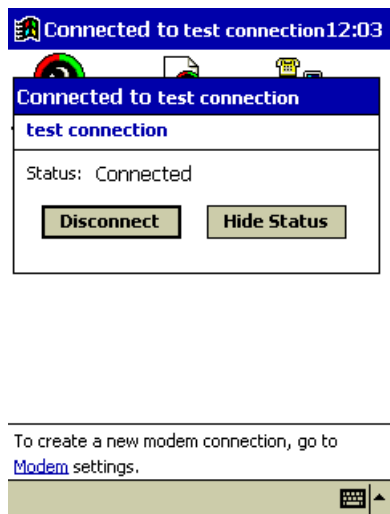 Connected to test connection 12:03
Connected to test connection
test connection
Status: Connected
Disconnect Hide Status
To create a new modem connection, go to
Modem settings.